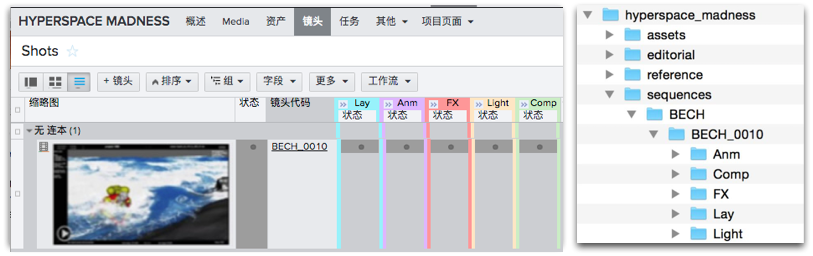 HYPERSPACE MADNESS 概述 Media 资产 镜头 任务 其他 项目页面
Shots
+ 镜头 排序 组 字段 更多 工作流
缩略图 状态 镜头代码 Lay 状态 Anm 状态 FX 状态 Light 状态 Comp 状态
无 连本 (1)
BECH_0010
hyperspace_madness
assets
editorial
reference
sequences
BECH
BECH_0010
Anm
Comp
FX
Lay
Light